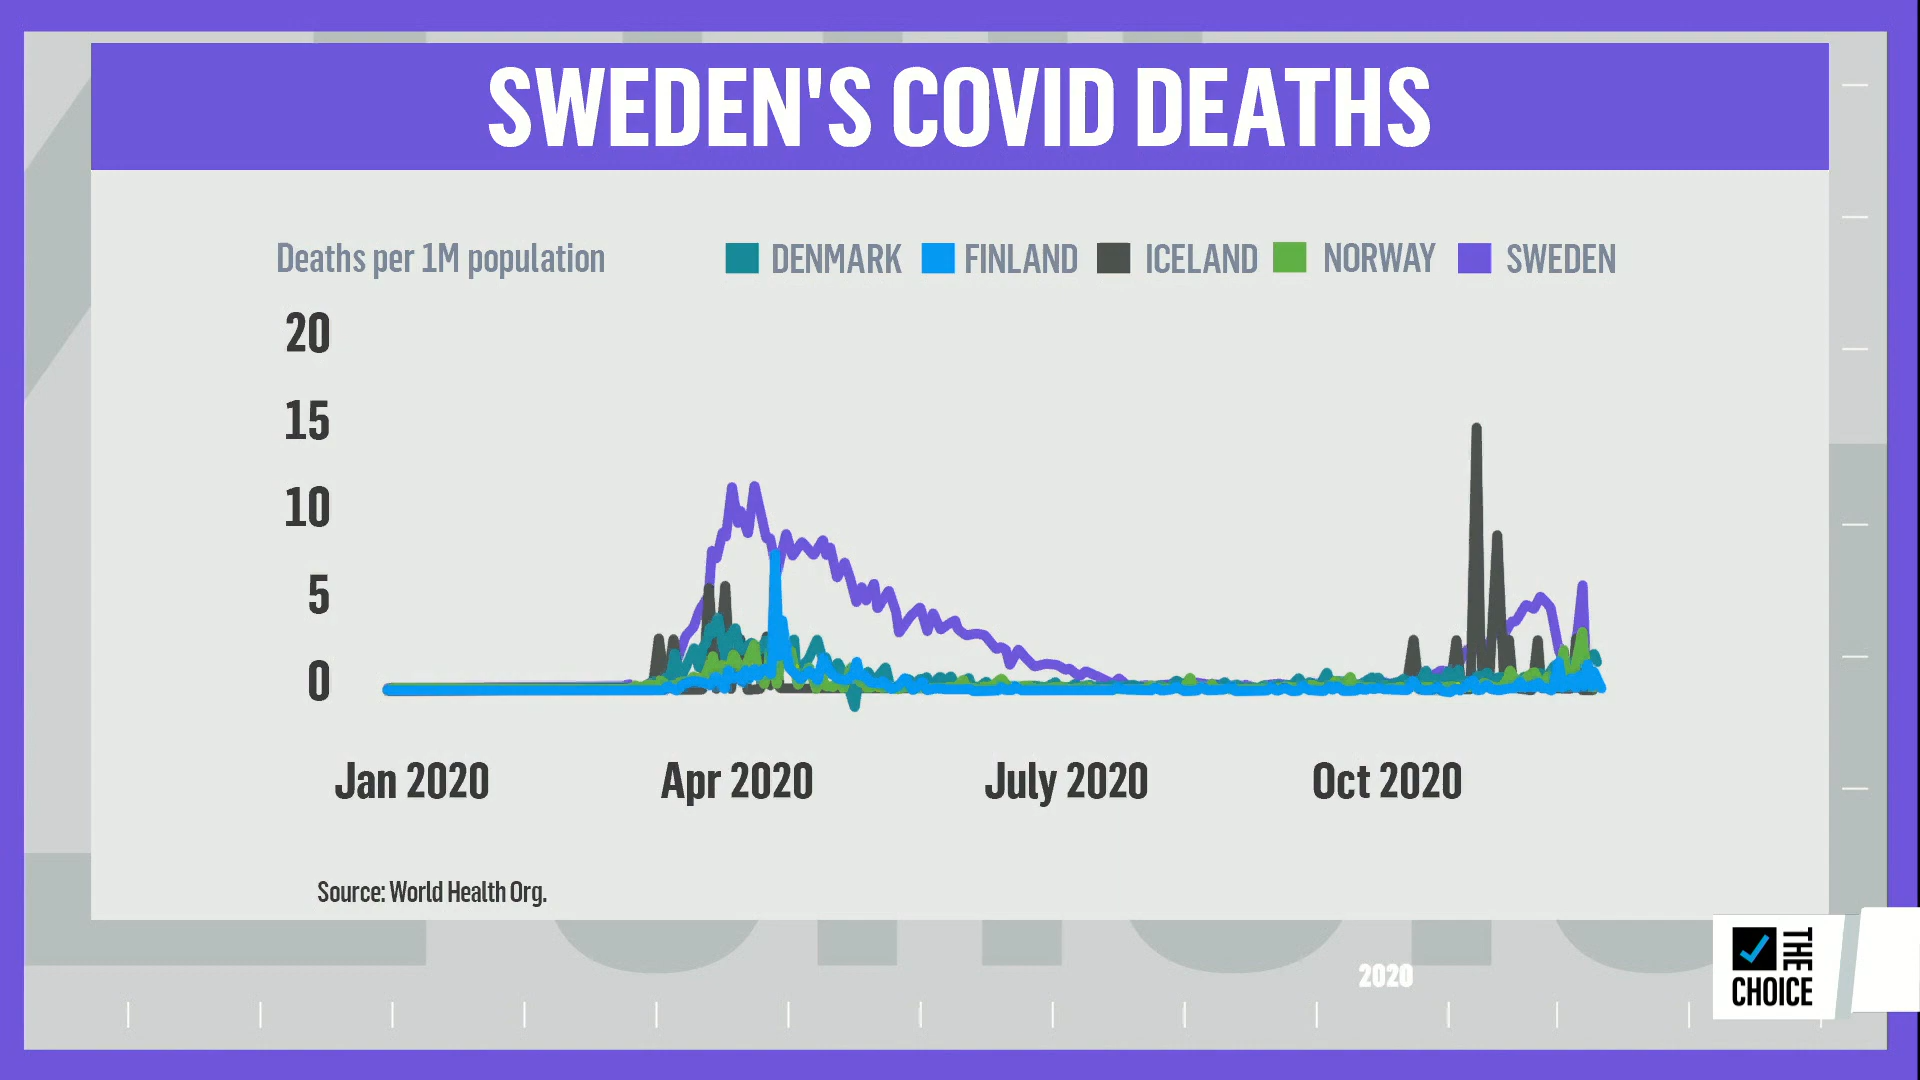 SWEDEN'S COVID DEATHS
Deaths per 1M population
DENMARK FINLAND ICELAND NORWAY SWEDEN
20
15
10
5
0
Jan 2020 Apr 2020 July 2020 Oct 2020
Source: World Health Org.
2020
THE
CHOICE